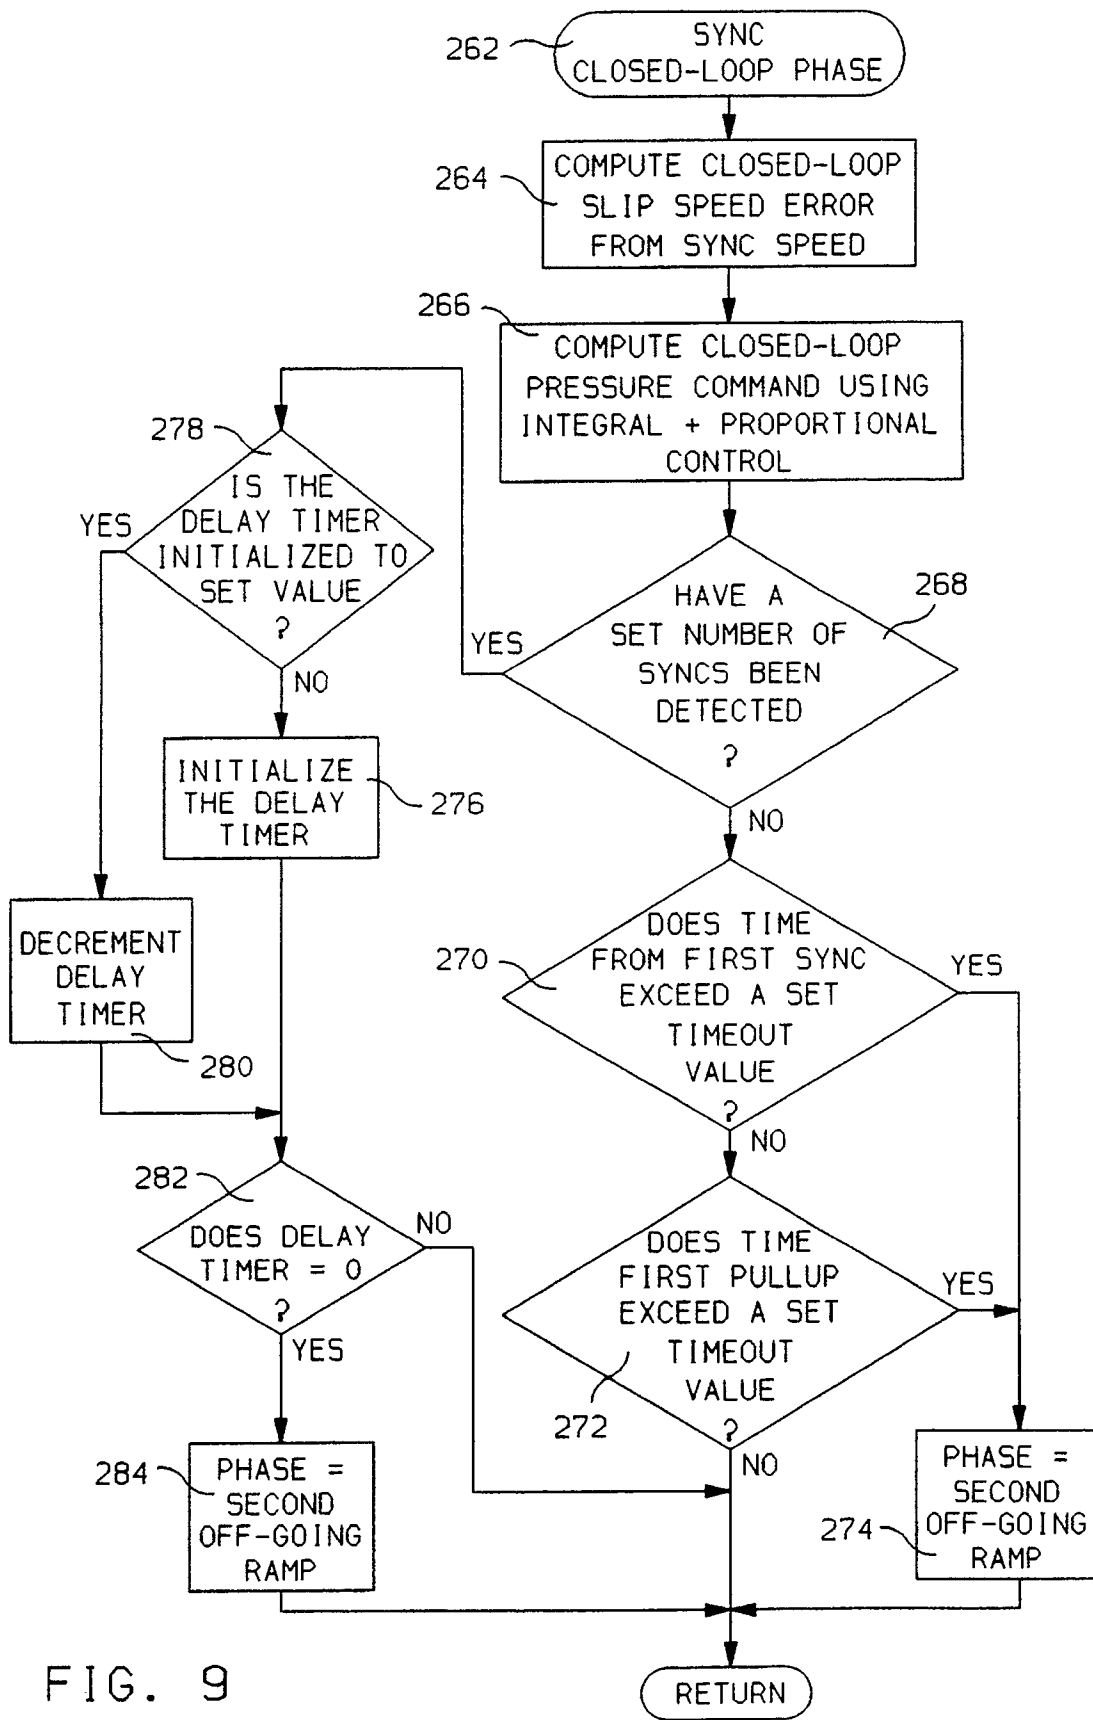 262
SYNC
CLOSED-LOOP PHASE
264
COMPUTE CLOSED-LOOP
SLIP SPEED ERROR
FROM SYNC SPEED
266
COMPUTE CLOSED-LOOP
PRESSURE COMMAND USING
INTEGRAL + PROPORTIONAL
CONTROL
278
IS THE
DELAY TIMER
INITIALIZED TO
SET VALUE
?
YES
NO
268
HAVE A
SET NUMBER OF
SYNCS BEEN
DETECTED
?
YES
NO
INITIALIZE
THE DELAY
TIMER
276
DECREMENT
DELAY
TIMER
280
270
DOES TIME
FROM FIRST SYNC
EXCEED A SET
TIMEOUT
VALUE
?
YES
NO
282
DOES DELAY
TIMER = 0
?
NO
YES
DOES TIME
FIRST PULLUP
EXCEED A SET
TIMEOUT
VALUE
?
272
YES
NO
284
PHASE =
SECOND
OFF-GOING
RAMP
274
PHASE =
SECOND
OFF-GOING
RAMP
RETURN
FIG. 9